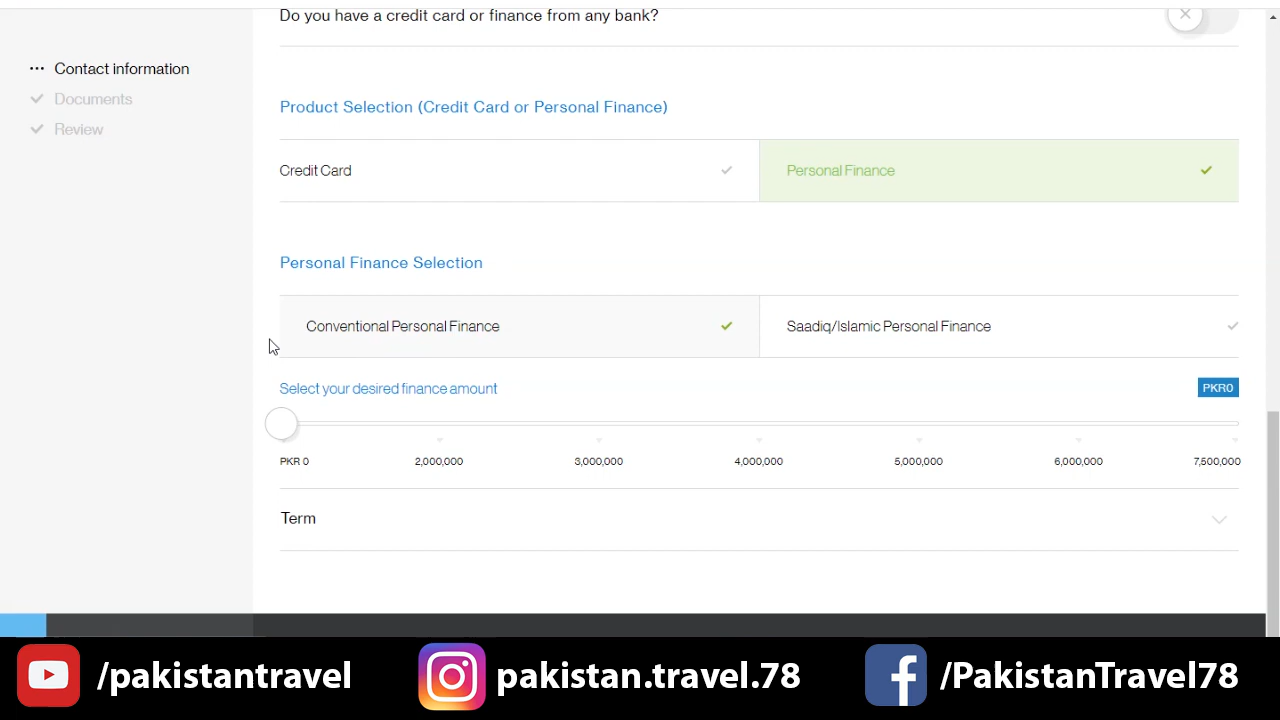 Do you have a credit card or finance from any bank?
Contact information
Documents
Review
Product Selection (Credit Card or Personal Finance)
Credit Card
Personal Finance
Personal Finance Selection
Conventional Personal Finance
Saadiq/Islamic Personal Finance
Select your desired finance amount
PKR0
PKR 0 2,000,000 3,000,000 4,000,000 5,000,000 6,000,000 7,500,000
Term
/pakistantravel
pakistan.travel.78
/PakistanTravel78